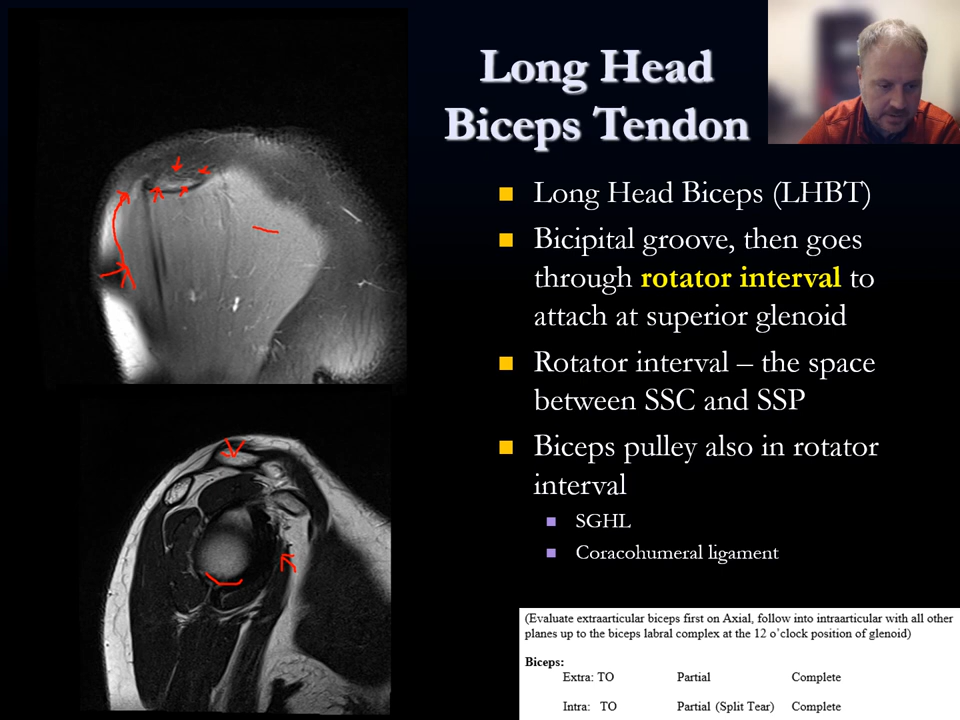 Long Head
Biceps Tendon
Long Head Biceps (LHBT)
Bicipital groove, then goes
through rotator interval to
attach at superior glenoid
Rotator interval – the space
between SSC and SSP
Biceps pulley also in rotator
interval
SGHL
Coracohumeral ligament
(Evaluate extraarticular biceps first on Axial, follow into intraarticular with all other
planes up to the biceps labral complex at the 12 o'clock position of glenoid)
Biceps:
Extra: TO Partial Complete
Intra: TO Partial (Split Tear) Complete